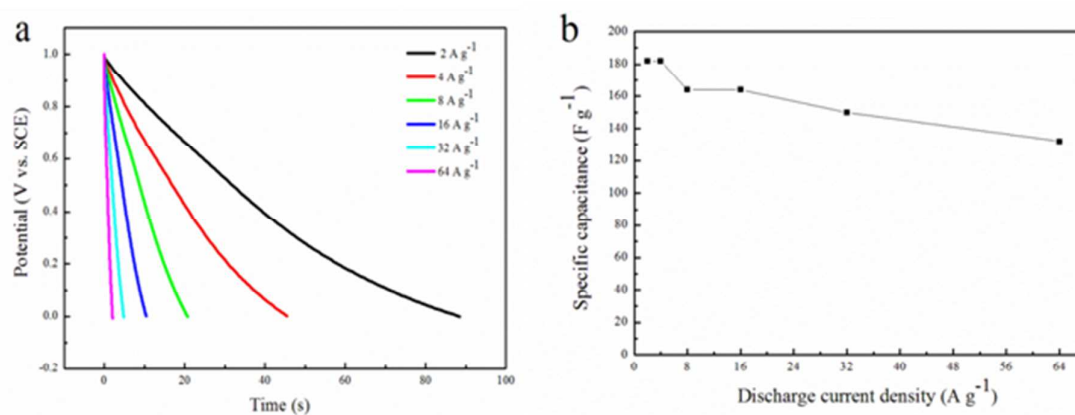 a
1.0
0.8
0.6
0.4
0.2
0.0
-0.2
Potential (V vs. SCE)
2 A g⁻¹
4 A g⁻¹
8 A g⁻¹
16 A g⁻¹
32 A g⁻¹
64 A g⁻¹
0 20 40 60 80 100
Time (s)
b
200
180
160
140
120
100
80
60
40
20
0
Specific capacitance (F g⁻¹)
0 8 16 24 32 40 48 56 64
Discharge current density (A g⁻¹)